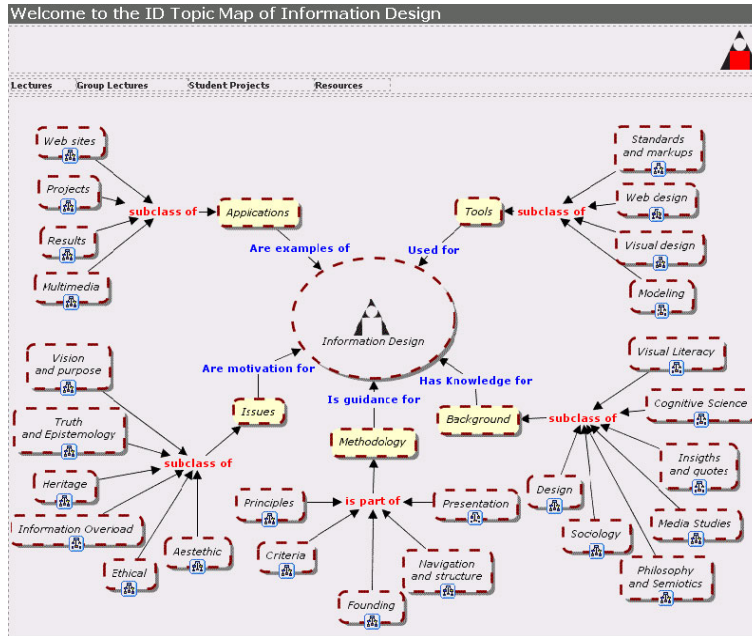 Welcome to the ID Topic Map of Information Design
Lectures
Group Lectures
Student Projects
Resources
Web sites
Projects
Results
Multimedia
subclass of
Applications
Are examples of
Standards
and markups
Web design
Visual design
Modeling
subclass of
Tools
Used for
Information Design
Vision
and purpose
Truth
and Epistemology
Heritage
Information Overload
Ethical
Aestethic
subclass of
Issues
Are motivation for
Is guidance for
Methodology
is part of
Principles
Criteria
Founding
Navigation
and structure
Presentation
Has Knowledge for
Background
subclass of
Visual Literacy
Cognitive Science
Insigths
and quotes
Media Studies
Philosophy
and Semiotics
Sociology
Design